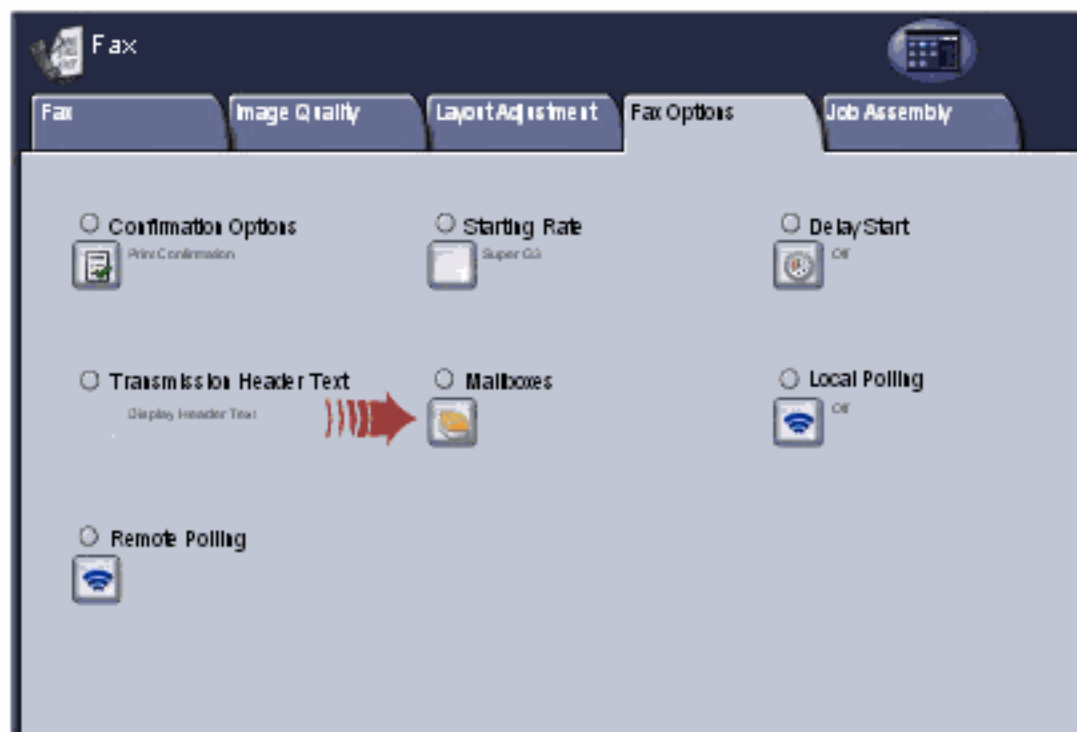 Fax
Fax
Image Quality
Layout Adjustment
Fax Options
Job Assembly
Confirmation Options
Print Confirmation
Starting Rate
Super G3
Delay Start
Off
Transmission Header Text
Display Header Text
Mailboxes
Local Polling
Off
Remote Polling